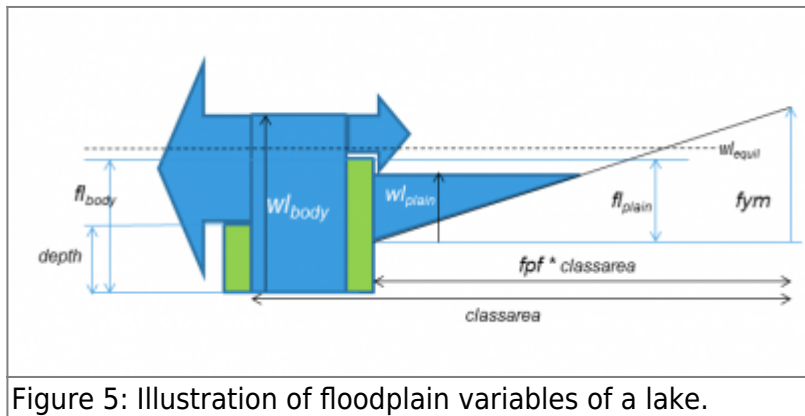 wl_equil
fl_body
wl_body
wl_plain
fl_plain
fym
depth
fpf * classarea
classarea
Figure 5: Illustration of floodplain variables of a lake.